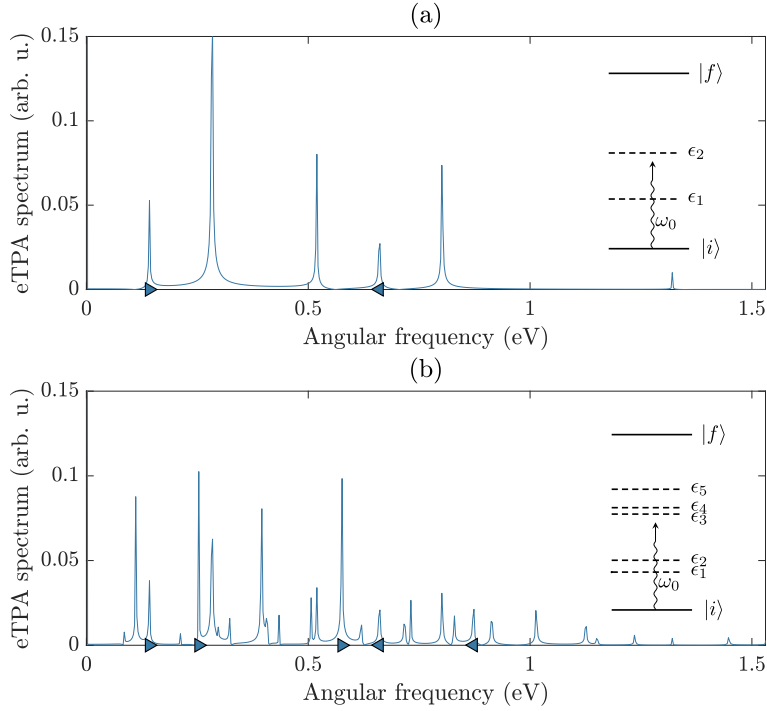 (a)
eTPA spectrum (arb. u.)
0.15
0.1
0.05
0
0 0.5 1 1.5
Angular frequency (eV)
|f⟩
ϵ2
ϵ1
ω0
|i⟩
(b)
eTPA spectrum (arb. u.)
0.15
0.1
0.05
0
0 0.5 1 1.5
Angular frequency (eV)
|f⟩
ϵ5
ϵ4
ϵ3
ϵ2
ϵ1
ω0
|i⟩